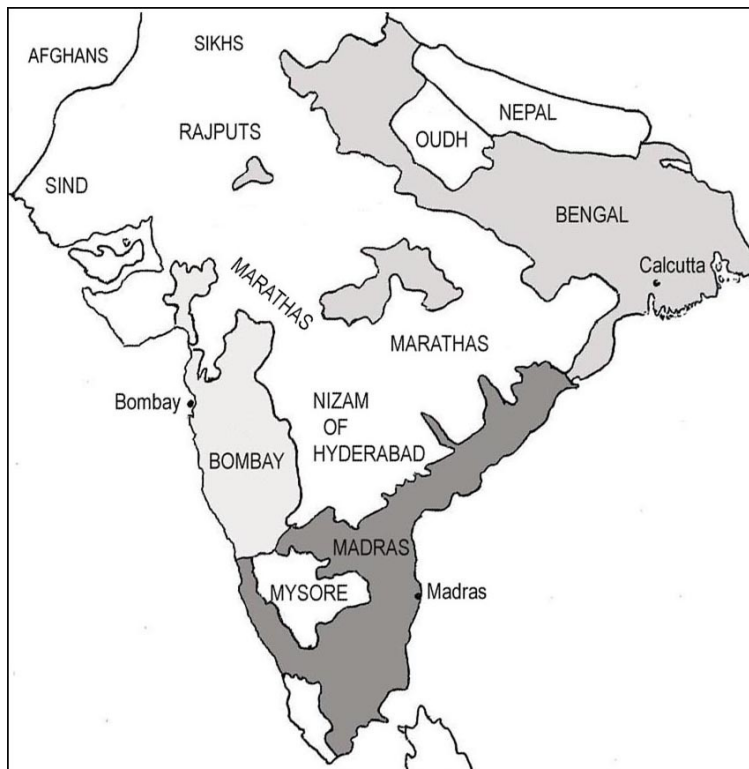 SIKHS
AFGHANS
NEPAL
RAJPUTS
OUDH
SIND
BENGAL
Calcutta
MARATHAS
MARATHAS
Bombay
NIZAM
OF
HYDERABAD
BOMBAY
MADRAS
MYSORE
Madras